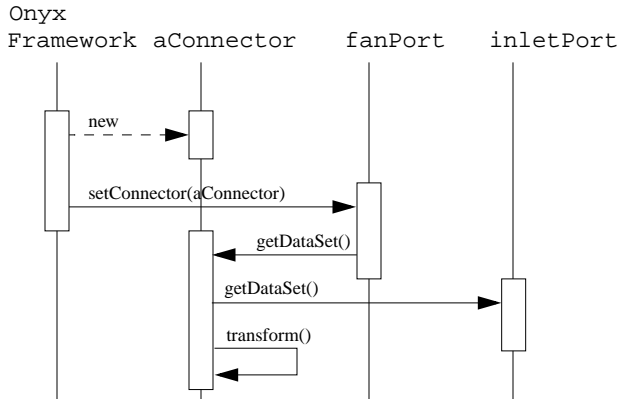 Onyx
Framework aConnector fanPort inletPort
new
setConnector(aConnector)
getDataSet()
getDataSet()
transform()